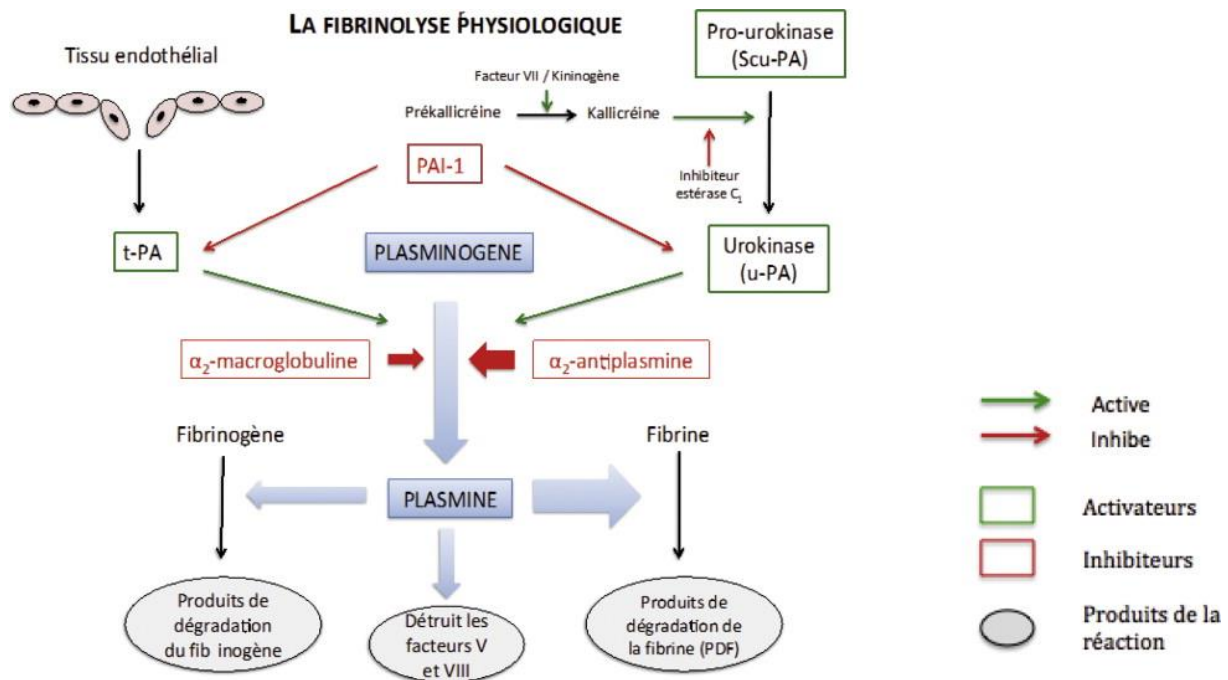 LA FIBRINOLYSE PHYSIOLOGIQUE
Tissu endothélial
Pro-urokinase
(Scu-PA)
Facteur VII / Kininogène
Prékallicréine
Kallicréine
PAI-1
Inhibiteur
estérase C1
t-PA
PLASMINOGENE
Urokinase
(u-PA)
α2-macroglobuline
α2-antiplasmine
Fibrinogène
Fibrine
PLASMINE
Produits de
dégradation
du fib inogène
Détruit les
facteurs V
et VIII
Produits de
dégradation de
la fibrine (PDF)
Active
Inhibe
Activateurs
Inhibiteurs
Produits de la
réaction